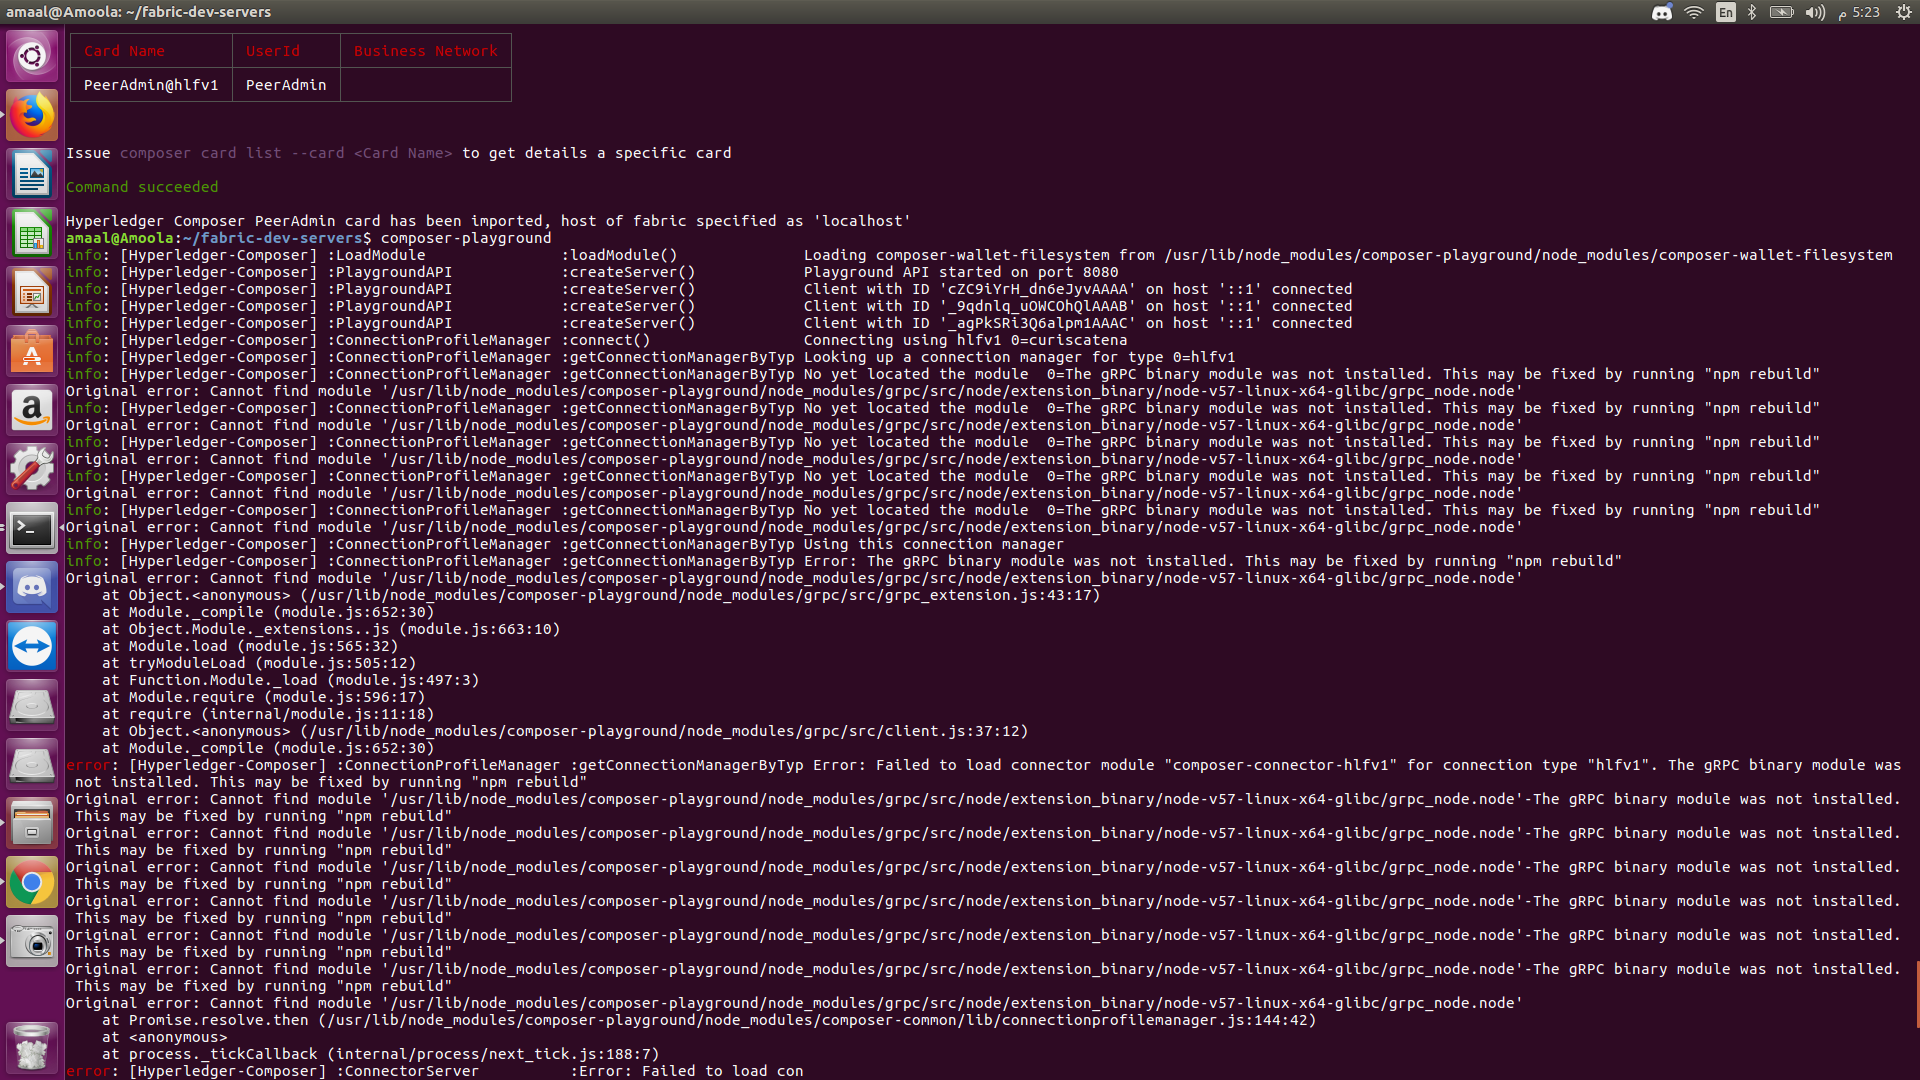 amaal@Amoola: ~/fabric-dev-servers
En
م 5:23
Card Name UserId Business Network
PeerAdmin@hlfv1 PeerAdmin
Issue composer card list --card <Card Name> to get details a specific card
Command succeeded
Hyperledger Composer PeerAdmin card has been imported, host of fabric specified as 'localhost'
amaal@Amoola:~/fabric-dev-servers$ composer-playground
info: [Hyperledger-Composer] :LoadModule :loadModule() Loading composer-wallet-filesystem from /usr/lib/node_modules/composer-playground/node_modules/composer-wallet-filesystem
info: [Hyperledger-Composer] :PlaygroundAPI :createServer() Playground API started on port 8080
info: [Hyperledger-Composer] :PlaygroundAPI :createServer() Client with ID 'cZC9iYrH_dn6eJyvAAAA' on host '::1' connected
info: [Hyperledger-Composer] :PlaygroundAPI :createServer() Client with ID '_9qdnlq_uOWCOhQlAAAB' on host '::1' connected
info: [Hyperledger-Composer] :PlaygroundAPI :createServer() Client with ID '_agPkSRi3Q6alpm1AAAC' on host '::1' connected
info: [Hyperledger-Composer] :ConnectionProfileManager :connect() Connecting using hlfv1 0=curiscatena
info: [Hyperledger-Composer] :ConnectionProfileManager :getConnectionManagerByTyp Looking up a connection manager for type 0=hlfv1
info: [Hyperledger-Composer] :ConnectionProfileManager :getConnectionManagerByTyp No yet located the module 0=The gRPC binary module was not installed. This may be fixed by running "npm rebuild"
Original error: Cannot find module '/usr/lib/node_modules/composer-playground/node_modules/grpc/src/node/extension_binary/node-v57-linux-x64-glibc/grpc_node.node'
info: [Hyperledger-Composer] :ConnectionProfileManager :getConnectionManagerByTyp No yet located the module 0=The gRPC binary module was not installed. This may be fixed by running "npm rebuild"
Original error: Cannot find module '/usr/lib/node_modules/composer-playground/node_modules/grpc/src/node/extension_binary/node-v57-linux-x64-glibc/grpc_node.node'
info: [Hyperledger-Composer] :ConnectionProfileManager :getConnectionManagerByTyp No yet located the module 0=The gRPC binary module was not installed. This may be fixed by running "npm rebuild"
Original error: Cannot find module '/usr/lib/node_modules/composer-playground/node_modules/grpc/src/node/extension_binary/node-v57-linux-x64-glibc/grpc_node.node'
info: [Hyperledger-Composer] :ConnectionProfileManager :getConnectionManagerByTyp No yet located the module 0=The gRPC binary module was not installed. This may be fixed by running "npm rebuild"
Original error: Cannot find module '/usr/lib/node_modules/composer-playground/node_modules/grpc/src/node/extension_binary/node-v57-linux-x64-glibc/grpc_node.node'
info: [Hyperledger-Composer] :ConnectionProfileManager :getConnectionManagerByTyp No yet located the module 0=The gRPC binary module was not installed. This may be fixed by running "npm rebuild"
Original error: Cannot find module '/usr/lib/node_modules/composer-playground/node_modules/grpc/src/node/extension_binary/node-v57-linux-x64-glibc/grpc_node.node'
info: [Hyperledger-Composer] :ConnectionProfileManager :getConnectionManagerByTyp Using this connection manager
info: [Hyperledger-Composer] :ConnectionProfileManager :getConnectionManagerByTyp Error: The gRPC binary module was not installed. This may be fixed by running "npm rebuild"
Original error: Cannot find module '/usr/lib/node_modules/composer-playground/node_modules/grpc/src/node/extension_binary/node-v57-linux-x64-glibc/grpc_node.node'
at Object.<anonymous> (/usr/lib/node_modules/composer-playground/node_modules/grpc/src/grpc_extension.js:43:17)
at Module._compile (module.js:652:30)
at Object.Module._extensions..js (module.js:663:10)
at Module.load (module.js:565:32)
at tryModuleLoad (module.js:505:12)
at Function.Module._load (module.js:497:3)
at Module.require (module.js:596:17)
at require (internal/module.js:11:18)
at Object.<anonymous> (/usr/lib/node_modules/composer-playground/node_modules/grpc/src/client.js:37:12)
at Module._compile (module.js:652:30)
error: [Hyperledger-Composer] :ConnectionProfileManager :getConnectionManagerByTyp Error: Failed to load connector module "composer-connector-hlfv1" for connection type "hlfv1". The gRPC binary module was
not installed. This may be fixed by running "npm rebuild"
Original error: Cannot find module '/usr/lib/node_modules/composer-playground/node_modules/grpc/src/node/extension_binary/node-v57-linux-x64-glibc/grpc_node.node'-The gRPC binary module was not installed.
This may be fixed by running "npm rebuild"
Original error: Cannot find module '/usr/lib/node_modules/composer-playground/node_modules/grpc/src/node/extension_binary/node-v57-linux-x64-glibc/grpc_node.node'-The gRPC binary module was not installed.
This may be fixed by running "npm rebuild"
Original error: Cannot find module '/usr/lib/node_modules/composer-playground/node_modules/grpc/src/node/extension_binary/node-v57-linux-x64-glibc/grpc_node.node'-The gRPC binary module was not installed.
This may be fixed by running "npm rebuild"
Original error: Cannot find module '/usr/lib/node_modules/composer-playground/node_modules/grpc/src/node/extension_binary/node-v57-linux-x64-glibc/grpc_node.node'-The gRPC binary module was not installed.
This may be fixed by running "npm rebuild"
Original error: Cannot find module '/usr/lib/node_modules/composer-playground/node_modules/grpc/src/node/extension_binary/node-v57-linux-x64-glibc/grpc_node.node'-The gRPC binary module was not installed.
This may be fixed by running "npm rebuild"
Original error: Cannot find module '/usr/lib/node_modules/composer-playground/node_modules/grpc/src/node/extension_binary/node-v57-linux-x64-glibc/grpc_node.node'-The gRPC binary module was not installed.
This may be fixed by running "npm rebuild"
Original error: Cannot find module '/usr/lib/node_modules/composer-playground/node_modules/grpc/src/node/extension_binary/node-v57-linux-x64-glibc/grpc_node.node'
at Promise.resolve.then (/usr/lib/node_modules/composer-playground/node_modules/composer-common/lib/connectionprofilemanager.js:144:42)
at <anonymous>
at process._tickCallback (internal/process/next_tick.js:188:7)
error: [Hyperledger-Composer] :ConnectorServer :Error: Failed to load con